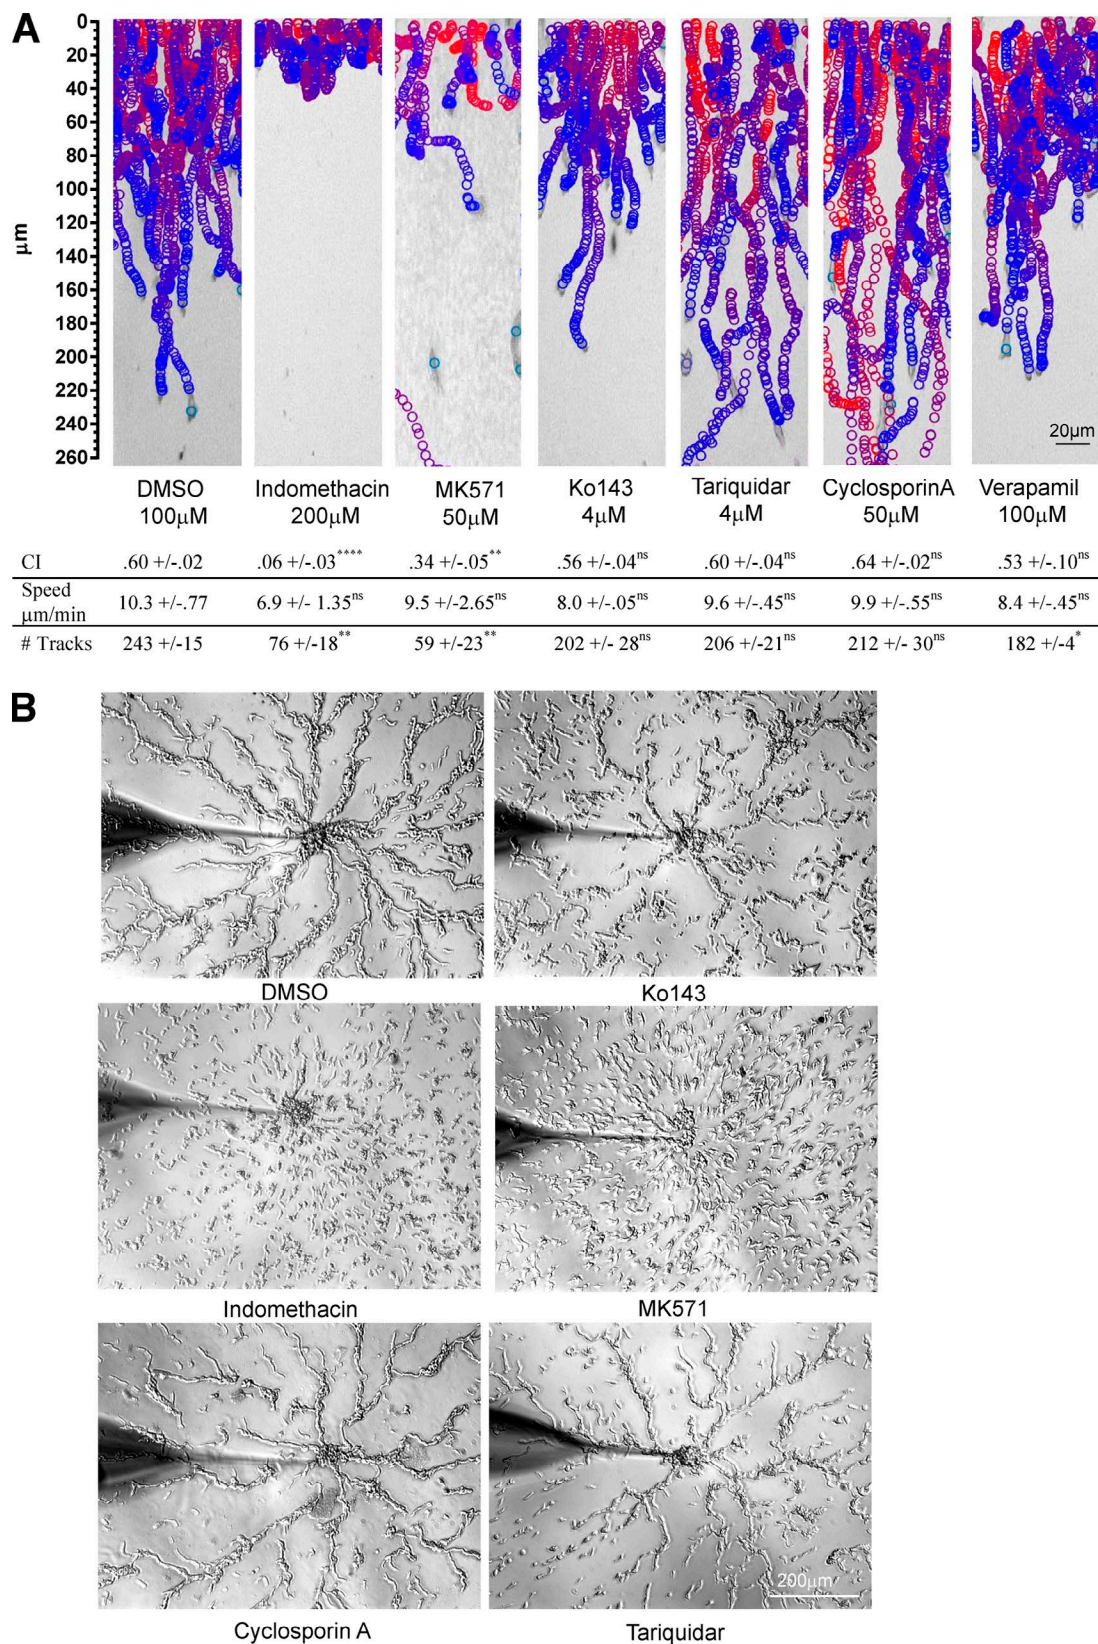 A
0
20
40
60
80
100
120
140
160
180
200
220
240
260
μm
20μm
DMSO Indomethacin MK571 Ko143 Tariquidar CyclosporinA Verapamil
100μM 200μM 50μM 4μM 4μM 50μM 100μM
CI .60 +/-.02 .06 +/-.03**** .34 +/-.05** .56 +/-.04ns .60 +/-.04ns .64 +/-.02ns .53 +/-.10ns
Speed
μm/min 10.3 +/-.77 6.9 +/- 1.35ns 9.5 +/-2.65ns 8.0 +/-.05ns 9.6 +/-.45ns 9.9 +/-.55ns 8.4 +/-.45ns
# Tracks 243 +/-15 76 +/-18** 59 +/-23** 202 +/- 28ns 206 +/-21ns 212 +/- 30ns 182 +/-4*
B
DMSO Ko143
Indomethacin MK571
200μm
Cyclosporin A Tariquidar